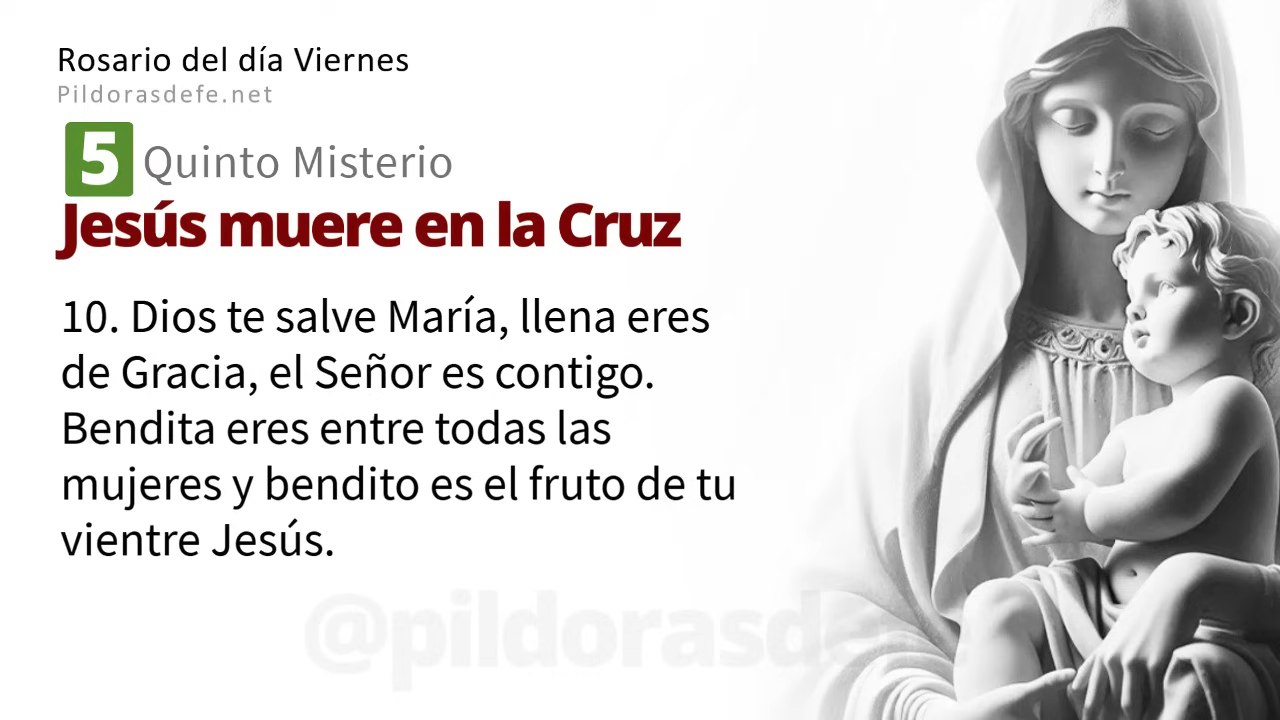 Rosario del día Viernes
Pildorasdefe.net
5 Quinto Misterio
Jesús muere en la Cruz
10. Dios te salve María, llena eres
de Gracia, el Señor es contigo.
Bendita eres entre todas las
mujeres y bendito es el fruto de tu
vientre Jesús.
@pildorasdefe